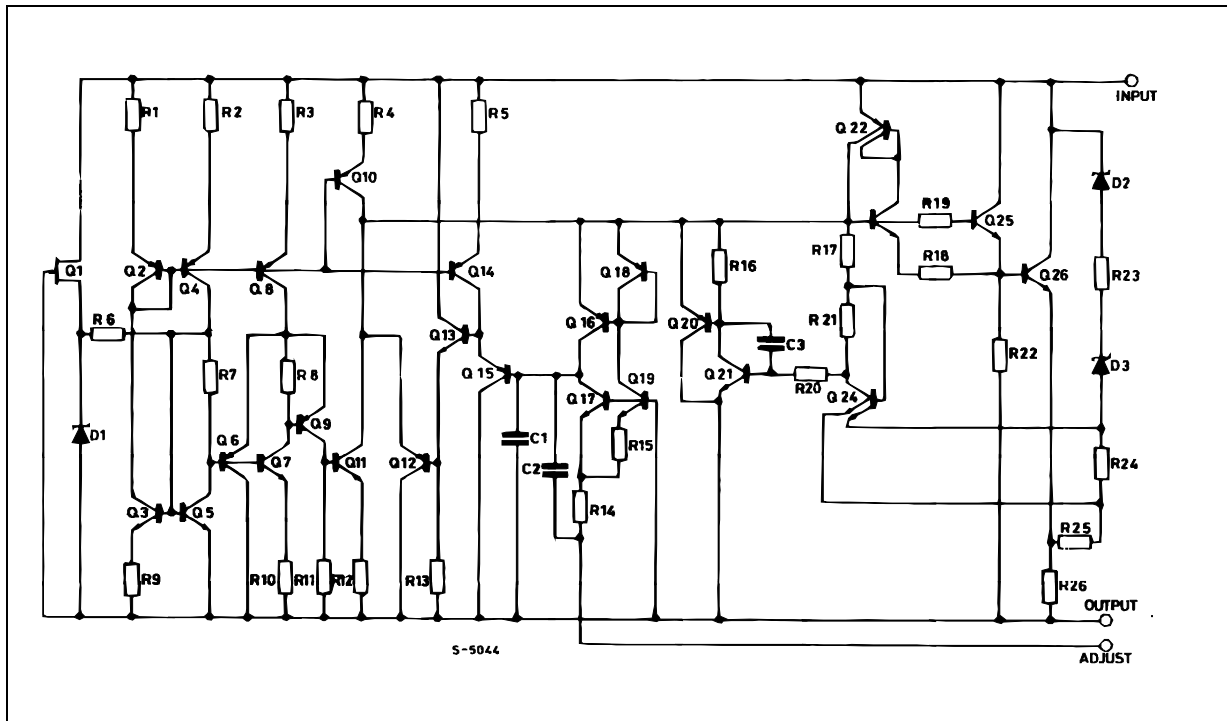 INPUT
R1 R2 R3 R4 R5
Q22
Q10
R19
D2
Q25
R17
Q1 Q2 Q4 Q8 Q14 Q18 R16 R18 Q26
R23
R6 Q13 Q16 Q20 C3 R21
R22
D3
R7 R8 Q15 Q17 Q19 Q21 R20 Q24
Q9
D1 Q6 Q7 Q11 Q12 C1 C2 R15
R24
Q3 Q5 R14
R25
R9 R10 R11 R12 R13 R26
OUTPUT
S-5044
ADJUST